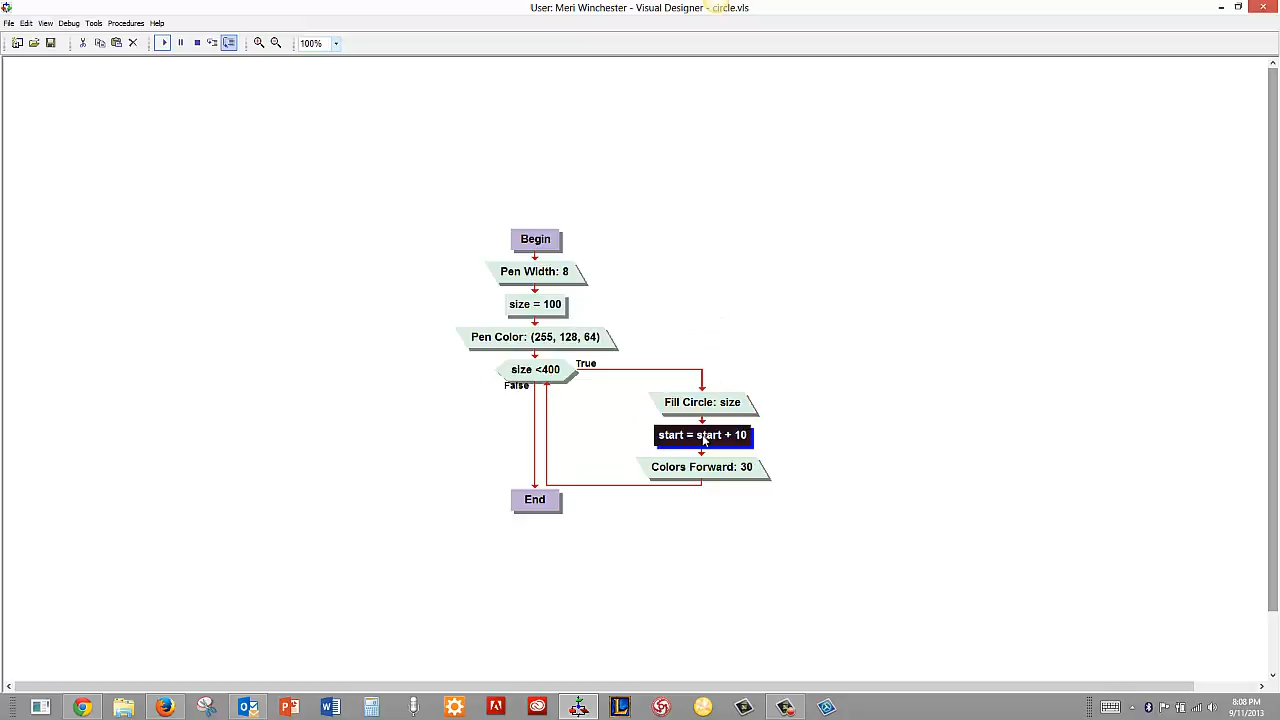 User: Meri Winchester - Visual Designer - circle.vls
File Edit View Debug Tools Procedures Help
100%
Begin
Pen Width: 8
size = 100
Pen Color: (255, 128, 64)
size <400
True
False
Fill Circle: size
start = start + 10
Colors Forward: 30
End
8:08 PM
9/11/2013